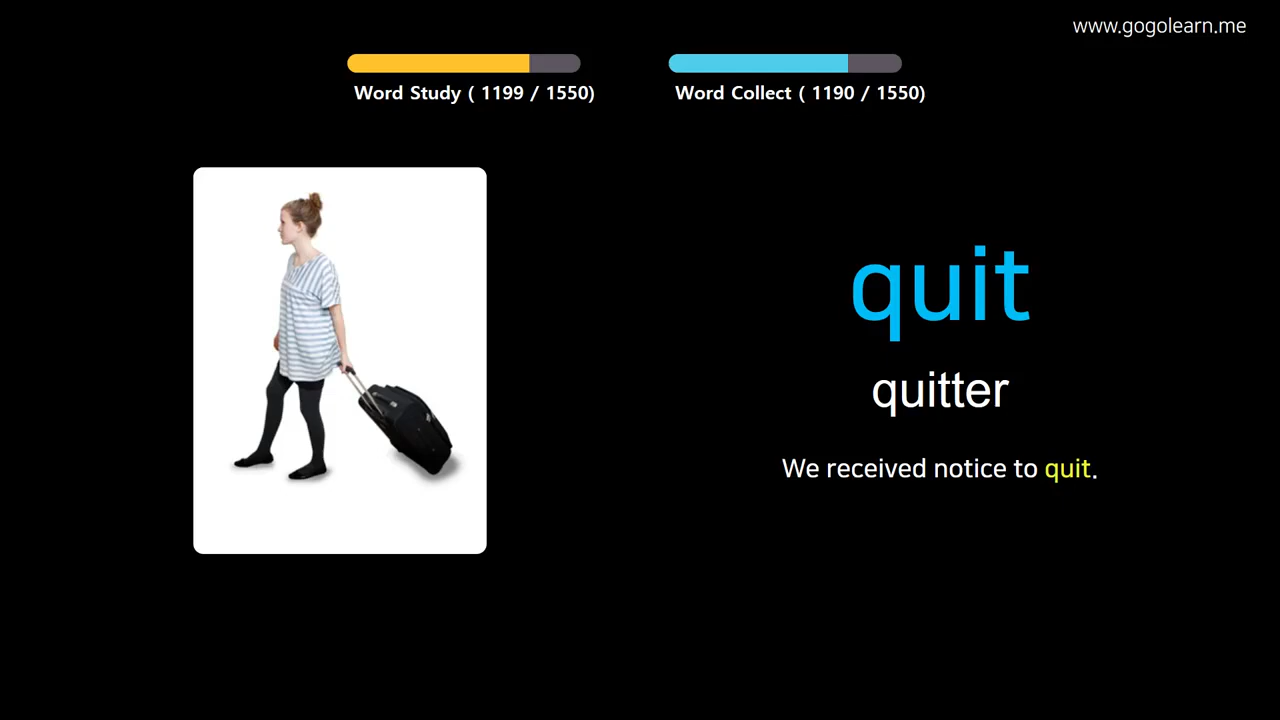 www.gogolearn.me
Word Study ( 1199 / 1550)
Word Collect ( 1190 / 1550)
quit
quitter
We received notice to quit.